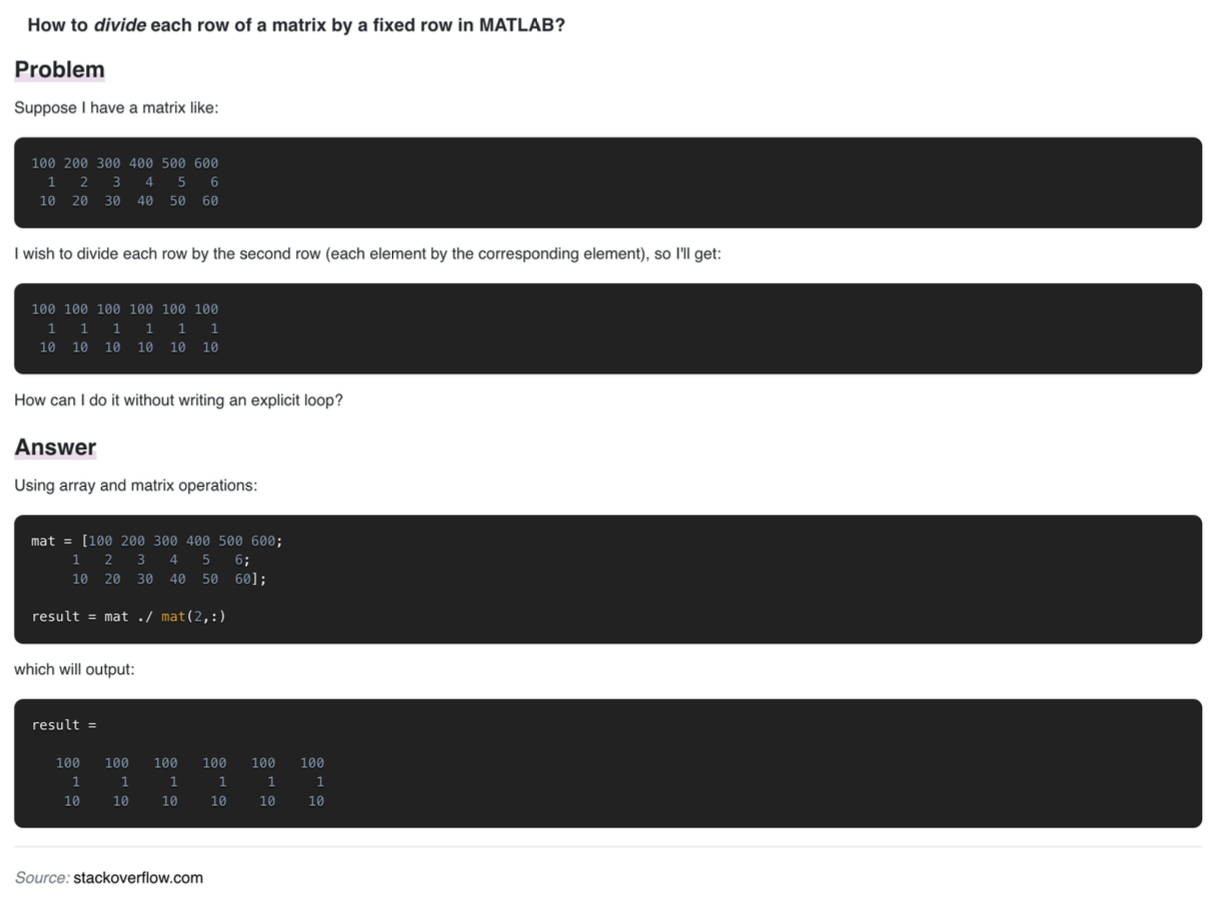 How to divide each row of a matrix by a fixed row in MATLAB?
Problem
Suppose I have a matrix like:
100 200 300 400 500 600
  1   2   3   4   5   6
 10  20  30  40  50  60
I wish to divide each row by the second row (each element by the corresponding element), so I'll get:
100 100 100 100 100 100
  1   1   1   1   1   1
 10  10  10  10  10  10
How can I do it without writing an explicit loop?
Answer
Using array and matrix operations:
mat = [100 200 300 400 500 600;
     1   2   3   4   5   6;
     10  20  30  40  50  60];
result = mat ./ mat(2,:)
which will output:
result =
   100   100   100   100   100   100
     1     1     1     1     1     1
    10    10    10    10    10    10
Source: stackoverflow.com